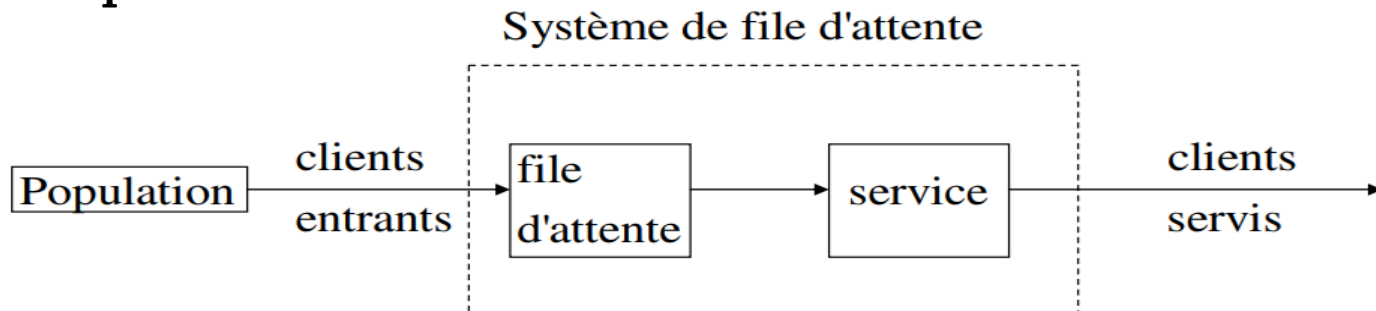 Système de file d'attente
Population
clients
entrants
file
d'attente
service
clients
servis